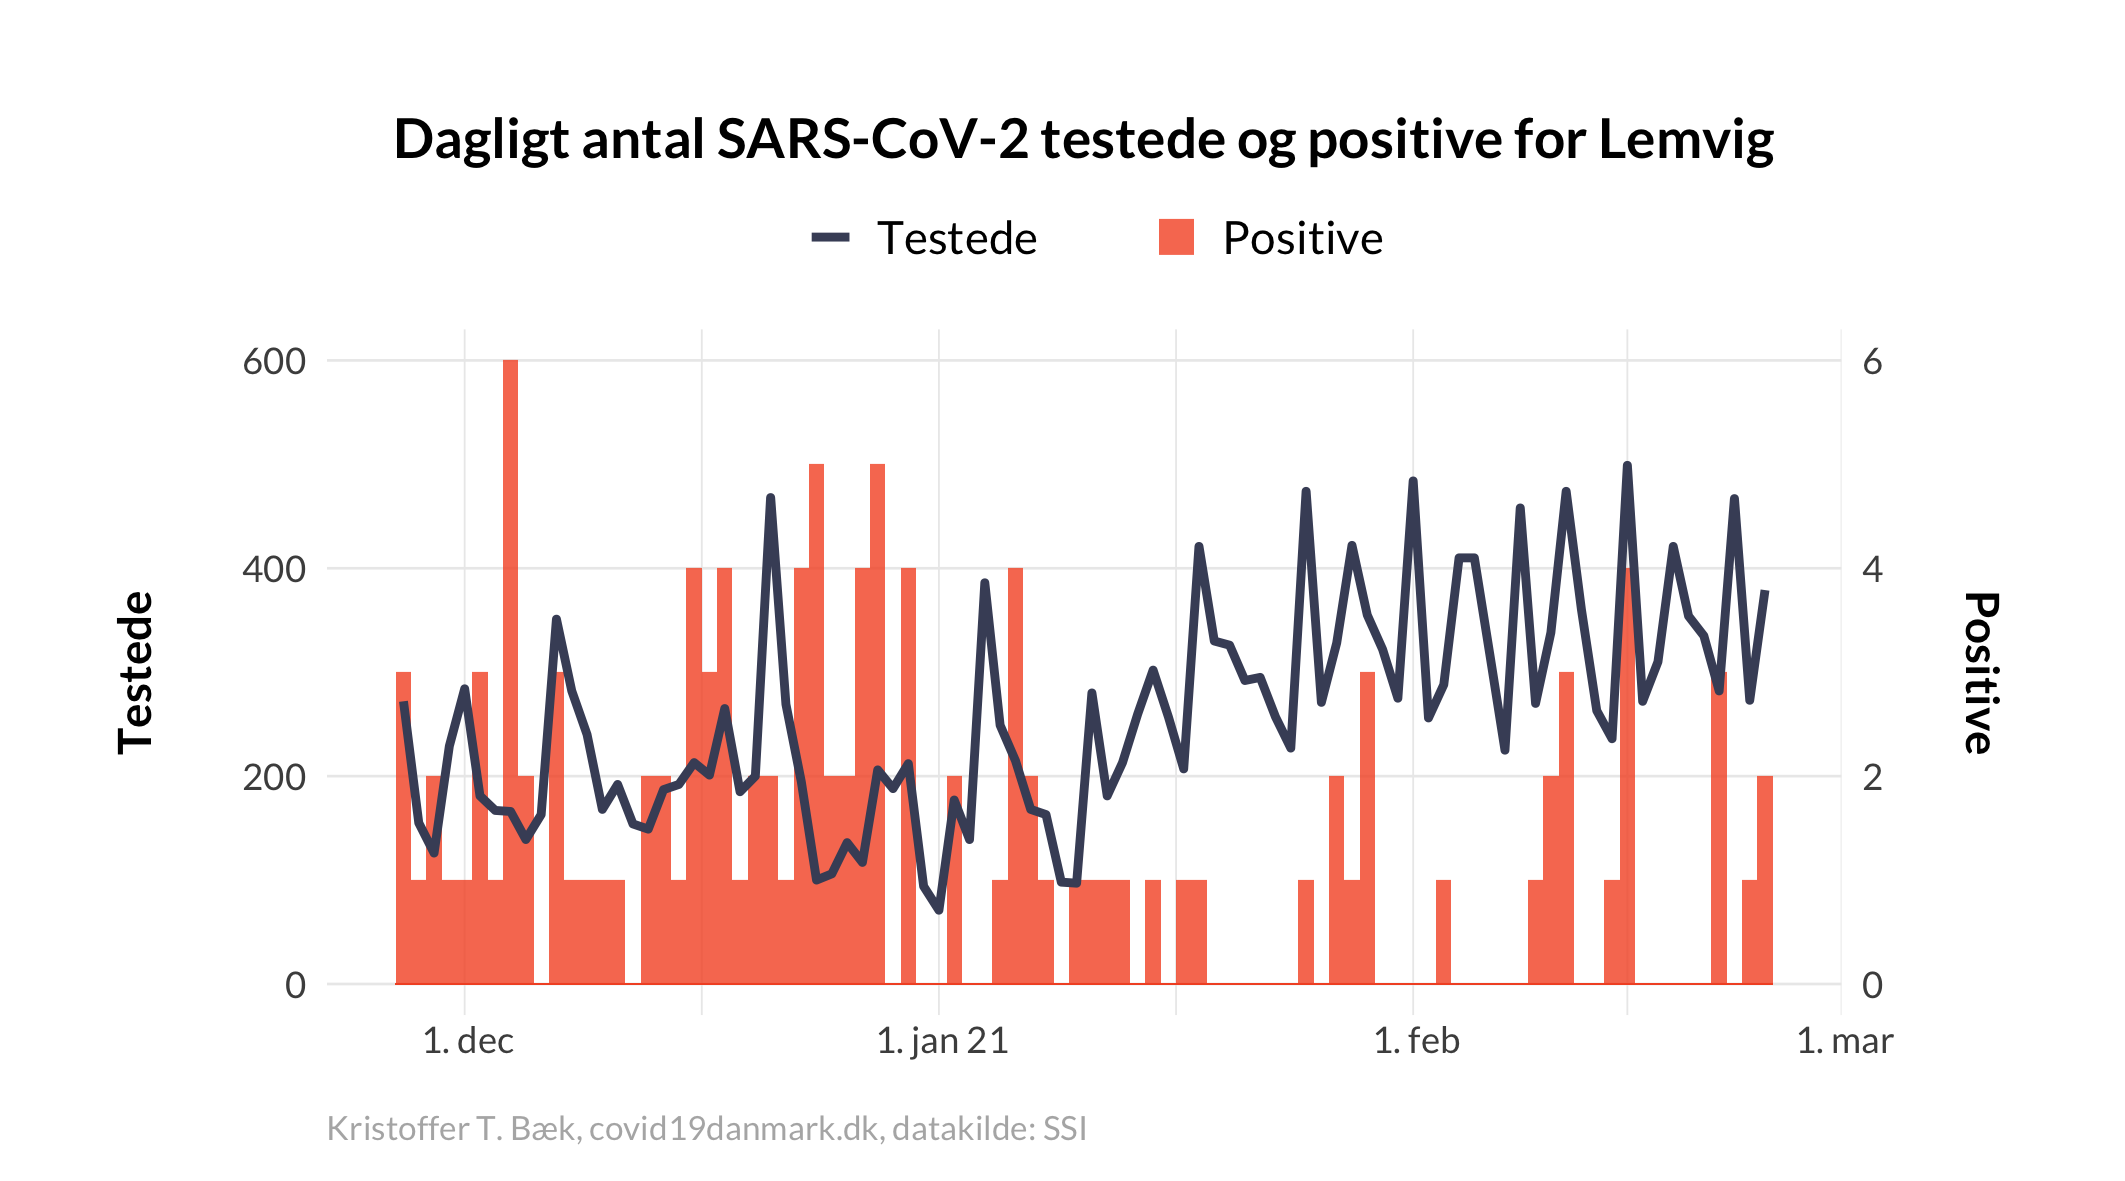 Dagligt antal SARS-CoV-2 testede og positive for Lemvig
Testede Positive
600 6
400 4
200 2
0 0
Testede
Positive
1. dec 1. jan 21 1. feb 1. mar
Kristoffer T. Bæk, covid19danmark.dk, datakilde: SSI